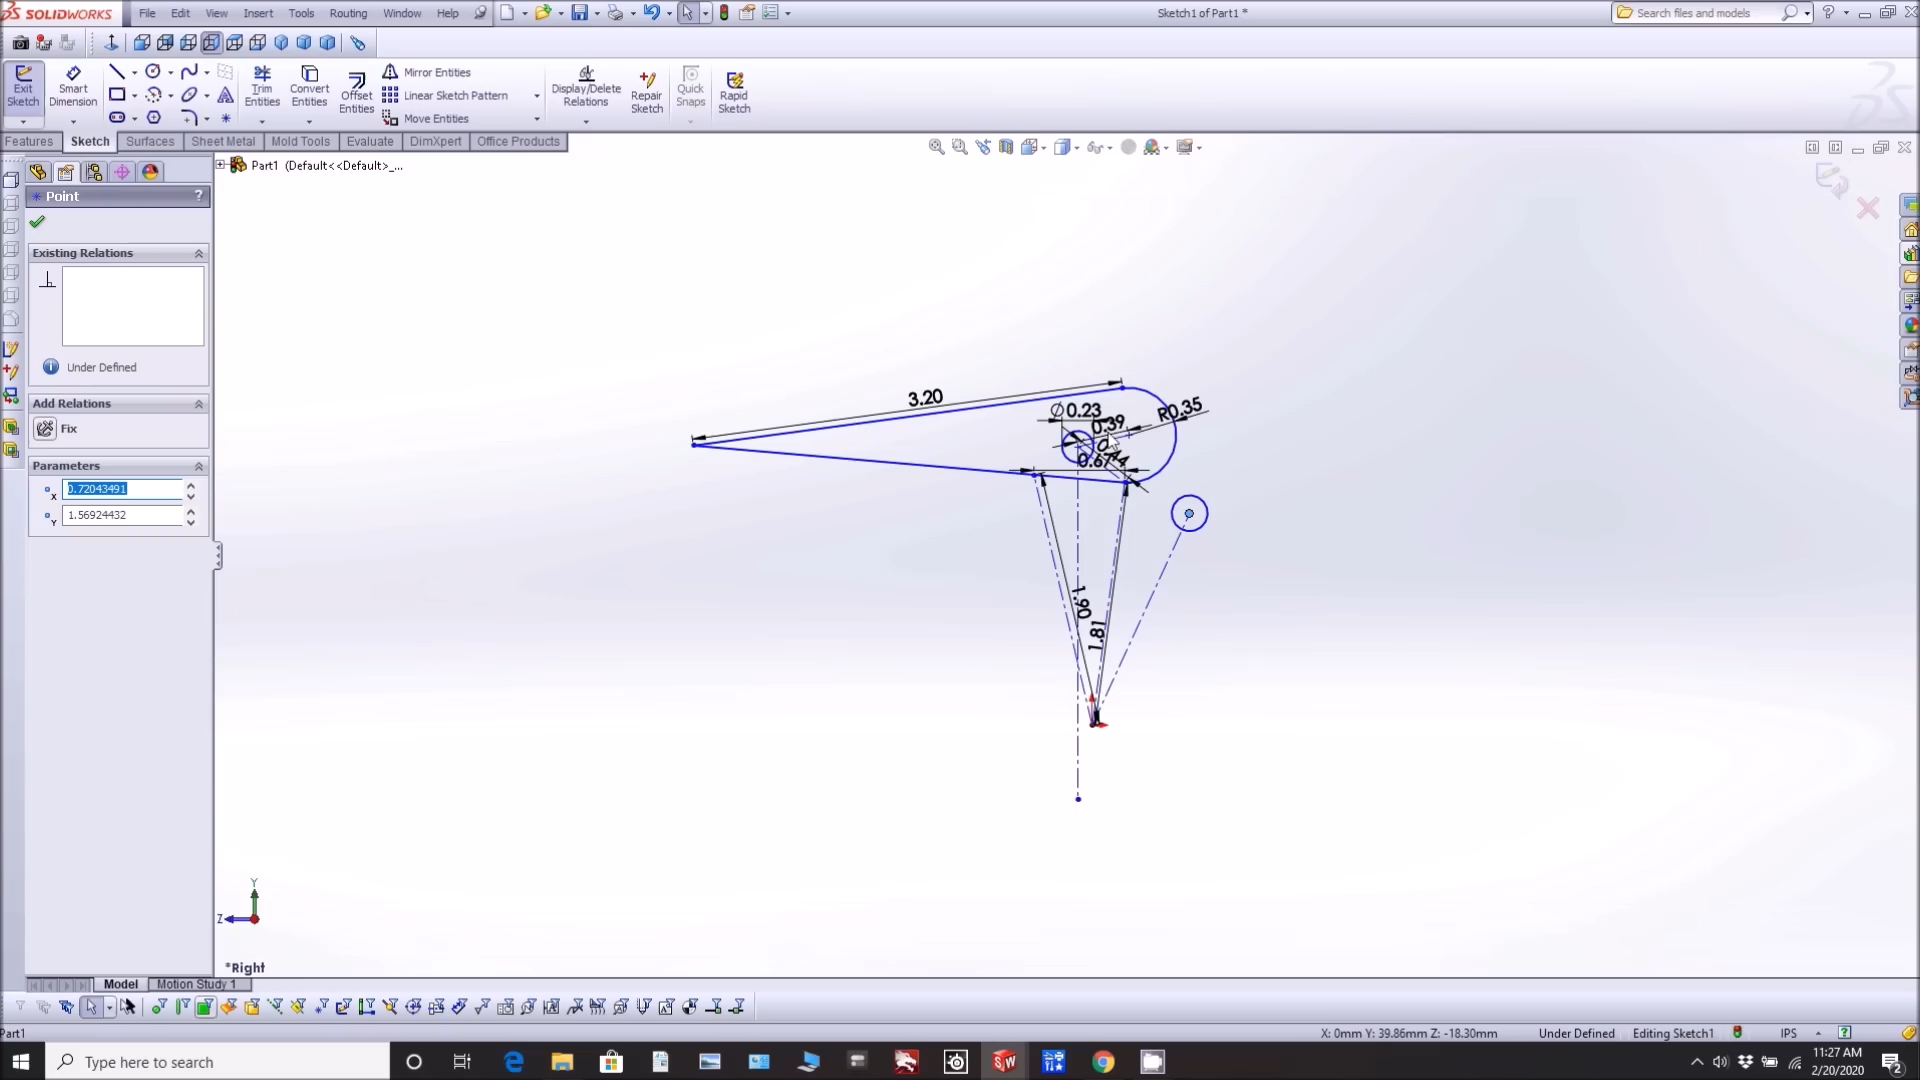 SOLIDWORKS File Edit View Insert Tools Routing Window Help Sketch1 of Part1 * Search files and models
Exit Sketch
Smart Dimension
Trim Entities
Convert Entities
Offset Entities
Mirror Entities
Linear Sketch Pattern
Move Entities
Display/Delete Relations
Repair Sketch
Quick Snaps
Rapid Sketch
Features Sketch Surfaces Sheet Metal Mold Tools Evaluate DimXpert Office Products
Part1 (Default<<Default>_...
Point ?
Existing Relations
Under Defined
Add Relations
Fix
Parameters
X 0.72043491
Y 1.56924432
3.20
Ø0.23
0.39
R0.35
0.44
0.67
1.90
1.81
Y
Z
*Right
Model Motion Study 1
Part1 X: 0mm Y: 39.86mm Z: -18.30mm Under Defined Editing Sketch1 IPS
Type here to search
11:27 AM
2/20/2020
2